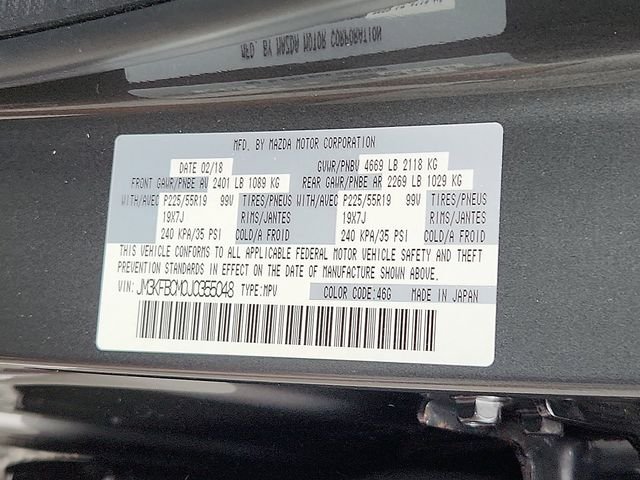 MFD. BY MAZDA MOTOR CORPORATION
DATE 02/18 GVWR/PNBV 4669 LB 2118 KG
FRONT GAWR/PNBE AV 2401 LB 1089 KG REAR GAWR/PNBE AR 2269 LB 1029 KG
WITH/AVEC P225/55R19 99V TIRES/PNEUS WITH/AVEC P225/55R19 99V TIRES/PNEUS
19X7J RIMS/JANTES 19X7J RIMS/JANTES
240 KPA/35 PSI COLD/A FROID 240 KPA/35 PSI COLD/A FROID
THIS VEHICLE CONFORMS TO ALL APPLICABLE FEDERAL MOTOR VEHICLE SAFETY AND THEFT
PREVENTION STANDARDS IN EFFECT ON THE DATE OF MANUFACTURE SHOWN ABOVE.
VIN: JM3KFBCM0J0355048 TYPE: MPV COLOR CODE: 46G MADE IN JAPAN